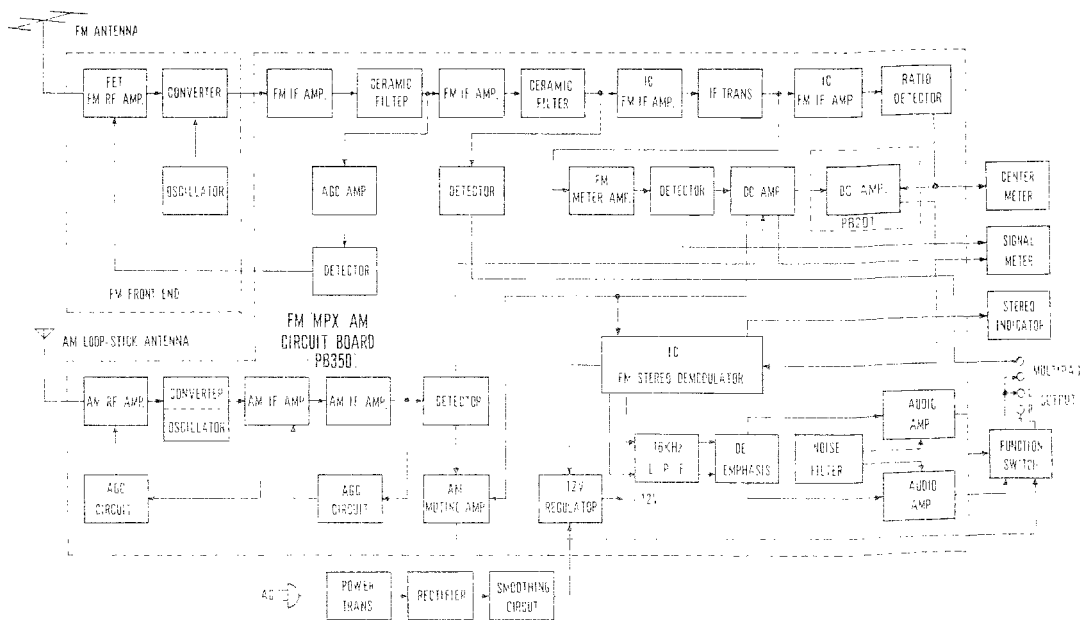 FM ANTENNA
FET
FM RF AMP.
CONVERTER
FM IF AMP.
CERAMIC
FILTER
FM IF AMP.
CERAMIC
FILTER
IC
FM IF AMP.
IF TRANS
IC
FM IF AMP.
RATIO
DETECTOR
OSCILLATOR
AGC AMP
DETECTOR
FM
METER AMP.
DETECTOR
DC AMP
DC AMP.
PB201
CENTER
METER
SIGNAL
METER
DETECTOR
FM FRONT END
STEREO
INDICATOR
FM MPX AM
CIRCUIT BOARD
PB350
AM LOOP-STICK ANTENNA
IC
FM STEREO DEMODULATOR
AM RF AMP.
CONVERTER
OSCILLATOR
AM IF AMP.
AM IF AMP.
DETECTOR
AUDIO
AMP
OUTPUT
16KHz
L P F
DE
EMPHASIS
NOISE
FILTER
FUNCTION
SWITCH
AGC
CIRCUIT
AGC
CIRCUIT
AM
MUTING AMP.
12V
REGULATOR
12V
AUDIO
AMP
AC
POWER
TRANS
RECTIFIER
SMOOTHING
CIRCUIT